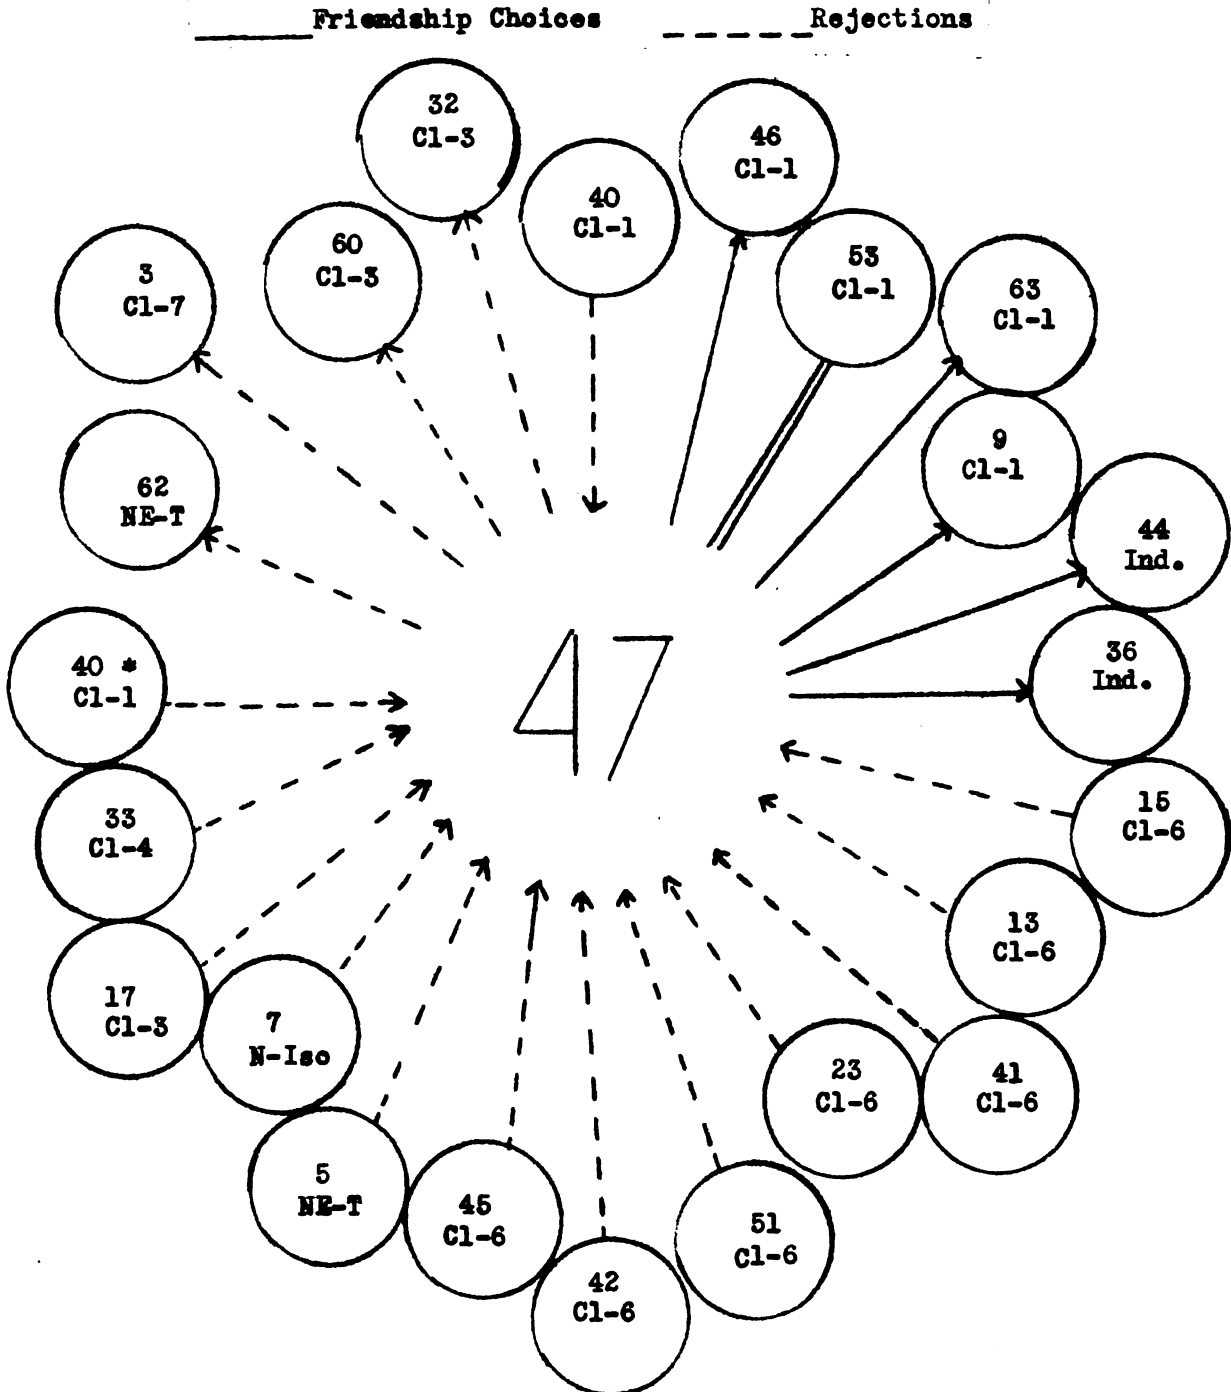 Friendship Choices Rejections
32
Cl-3
46
Cl-1
40
Cl-1
60
Cl-3
53
Cl-1
3
Cl-7
63
Cl-1
9
Cl-1
62
NE-T
44
Ind.
40 *
Cl-1
47
36
Ind.
33
Cl-4
15
Cl-6
17
Cl-3
13
Cl-6
7
N-Iso
23
Cl-6
41
Cl-6
5
NE-T
45
Cl-6
51
Cl-6
42
Cl-6